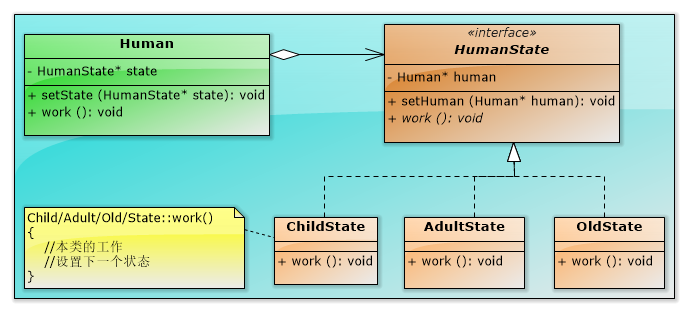 Human
- HumanState* state
+ setState (HumanState* state): void
+ work (): void
«interface»
HumanState
- Human* human
+ setHuman (Human* human): void
+ work (): void
Child/Adult/Old/State::work()
{
//本类的工作
//设置下一个状态
}
ChildState
+ work (): void
AdultState
+ work (): void
OldState
+ work (): void